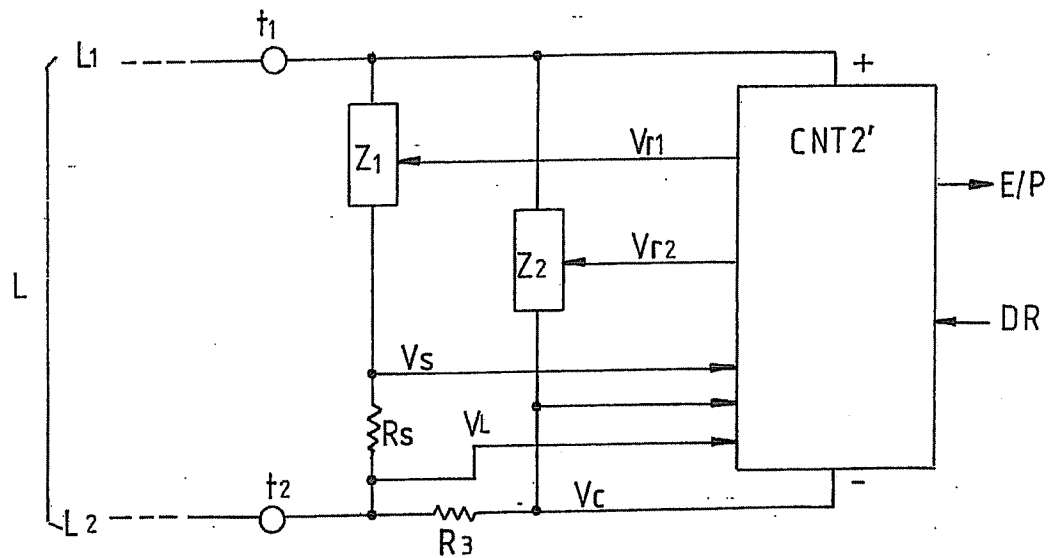 t1
L1
+
CNT2'
Vr1
Z1
E/P
Vr2
Z2
L
DR
Vs
VL
Rs
t2
Vc
-
L2
R3